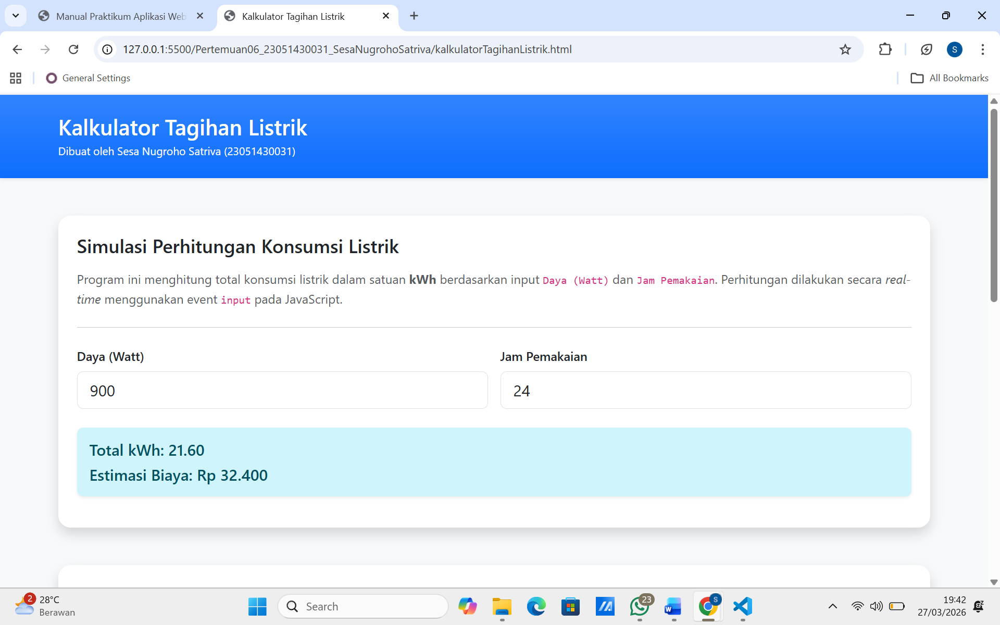 Manual Praktikum Aplikasi Web
Kalkulator Tagihan Listrik
127.0.0.1:5500/Pertemuan06_23051430031_SesaNugrohoSatriva/kalkulatorTagihanListrik.html
S
General Settings
All Bookmarks
Kalkulator Tagihan Listrik
Dibuat oleh Sesa Nugroho Satriva (23051430031)
Simulasi Perhitungan Konsumsi Listrik
Program ini menghitung total konsumsi listrik dalam satuan kWh berdasarkan input Daya (Watt) dan Jam Pemakaian. Perhitungan dilakukan secara real-
time menggunakan event input pada JavaScript.
Daya (Watt)
Jam Pemakaian
900
24
Total kWh: 21.60
Estimasi Biaya: Rp 32.400
2
28°C
Berawan
Search
23
W
S
19:42
27/03/2026